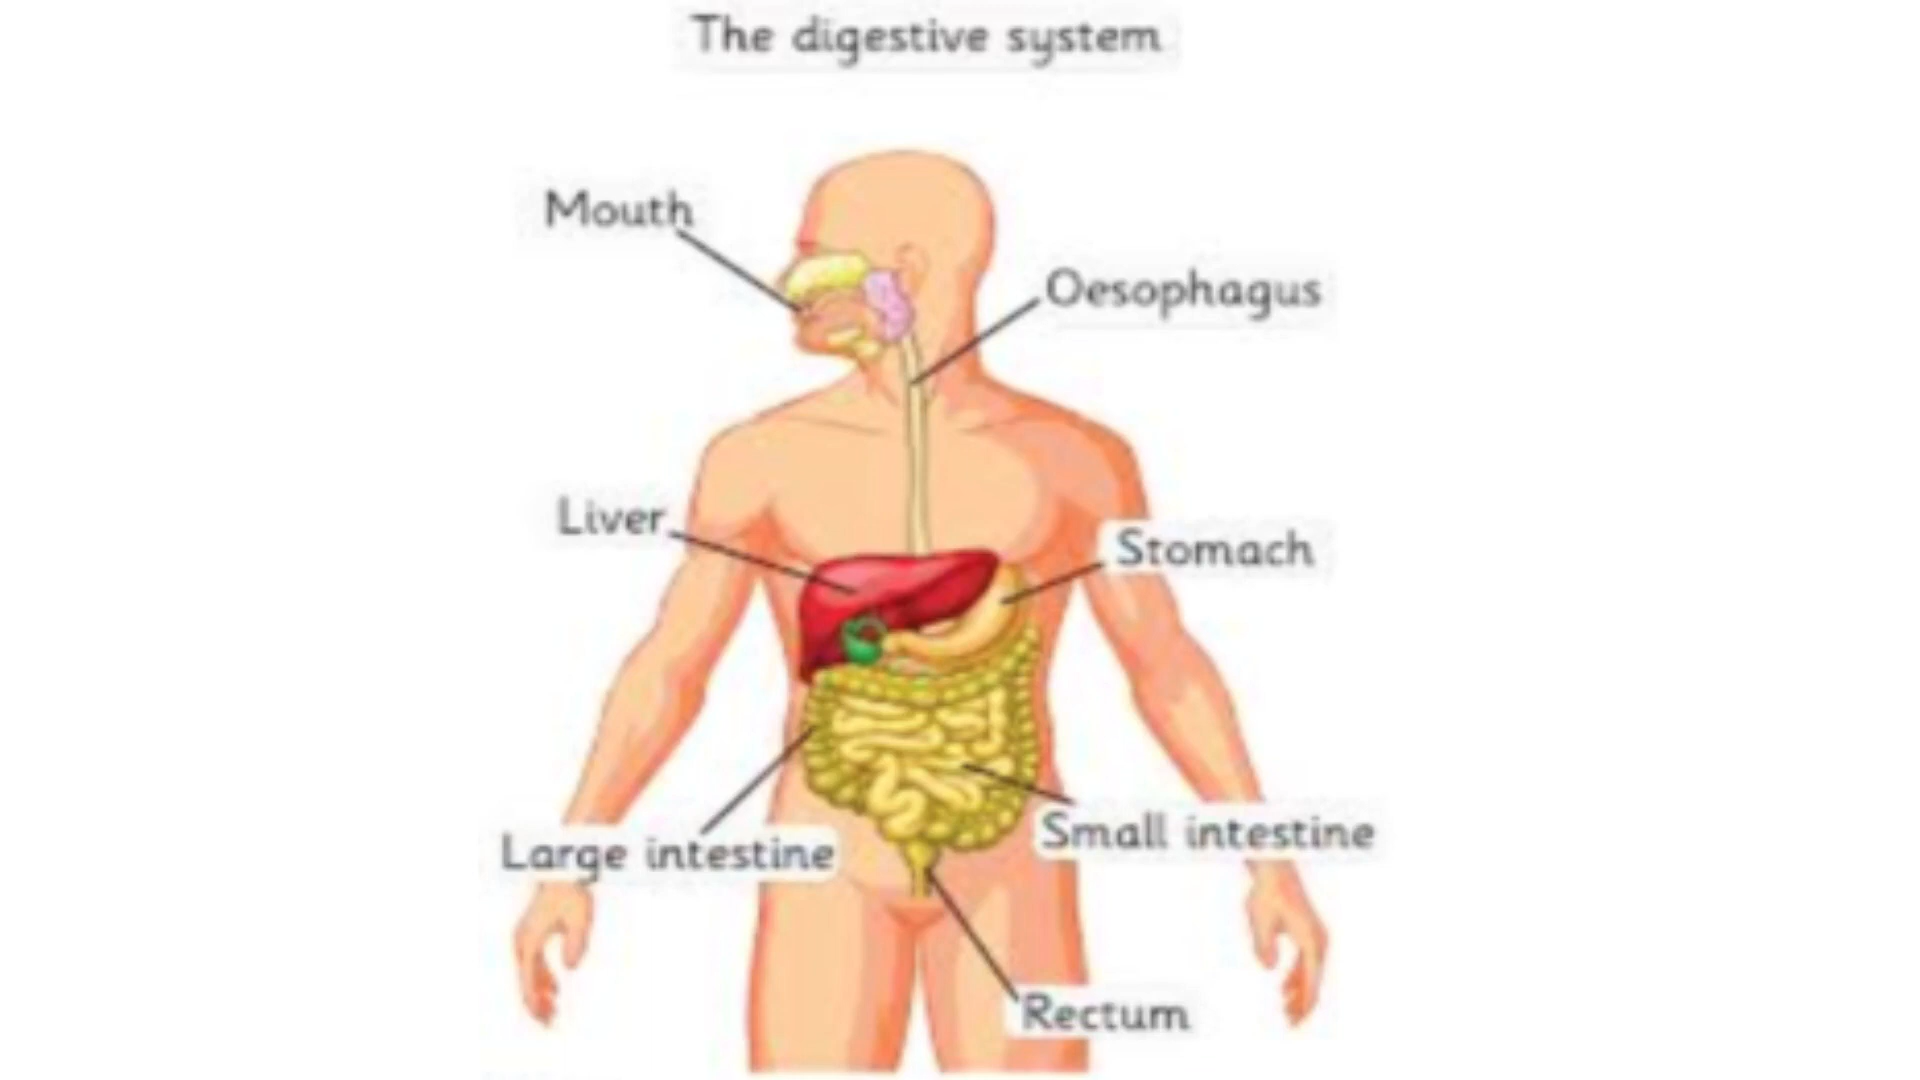 The digestive system
Mouth
Oesophagus
Liver
Stomach
Small intestine
Large intestine
Rectum